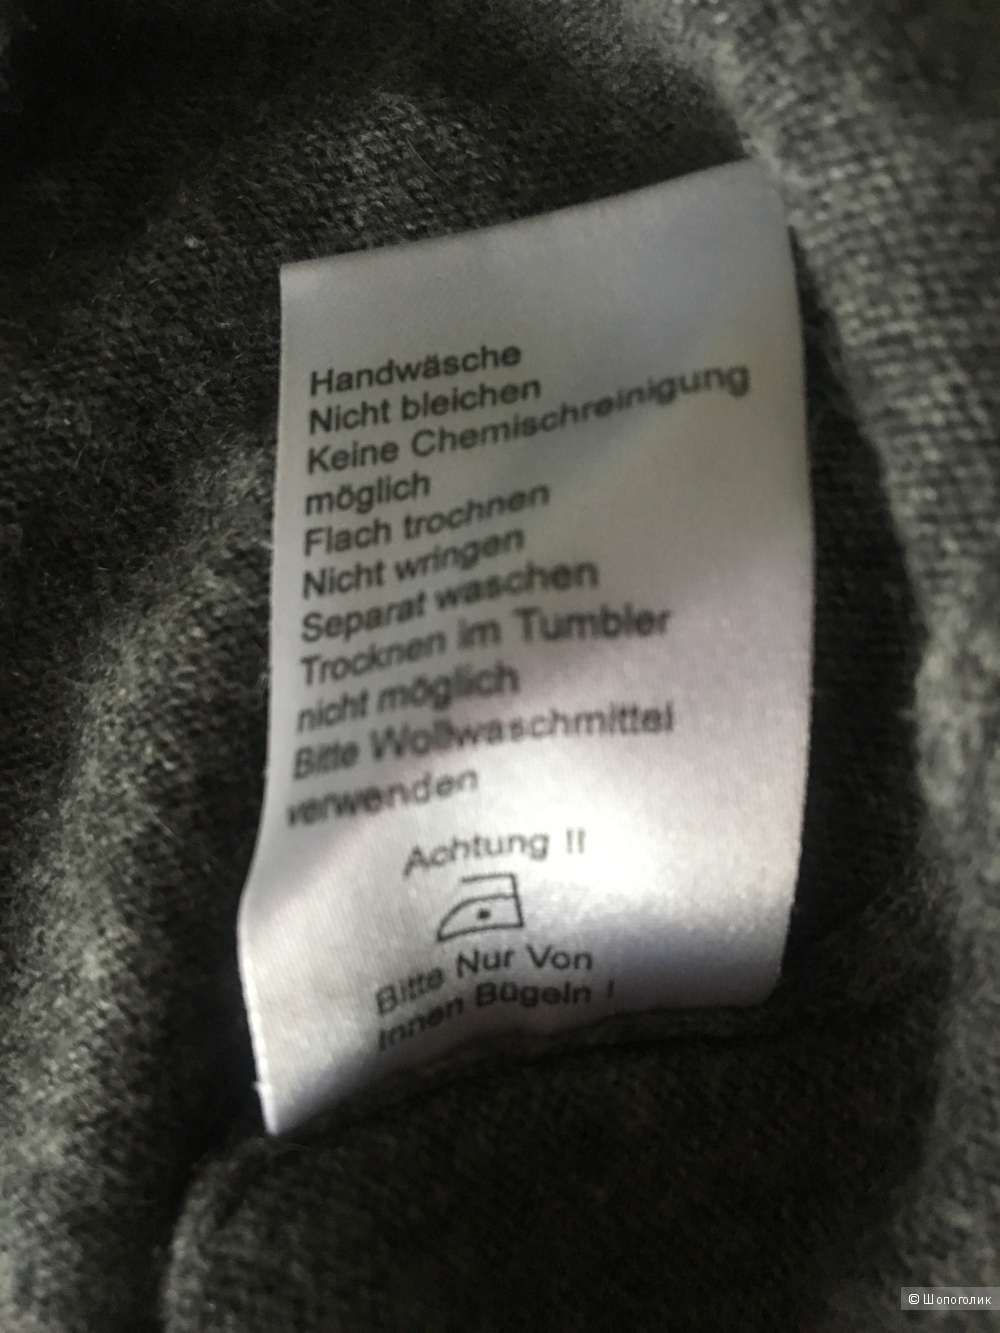 Handwäsche
Nicht bleichen
Keine Chemischreinigung
möglich
Flach trochnen
Nicht wringen
Separat waschen
Trocknen im Tumbler
nicht möglich
Bitte Wollwaschmittel
verwenden
Achtung !!
Bitte Nur Von
Innen Bügeln !
© Шопоголик